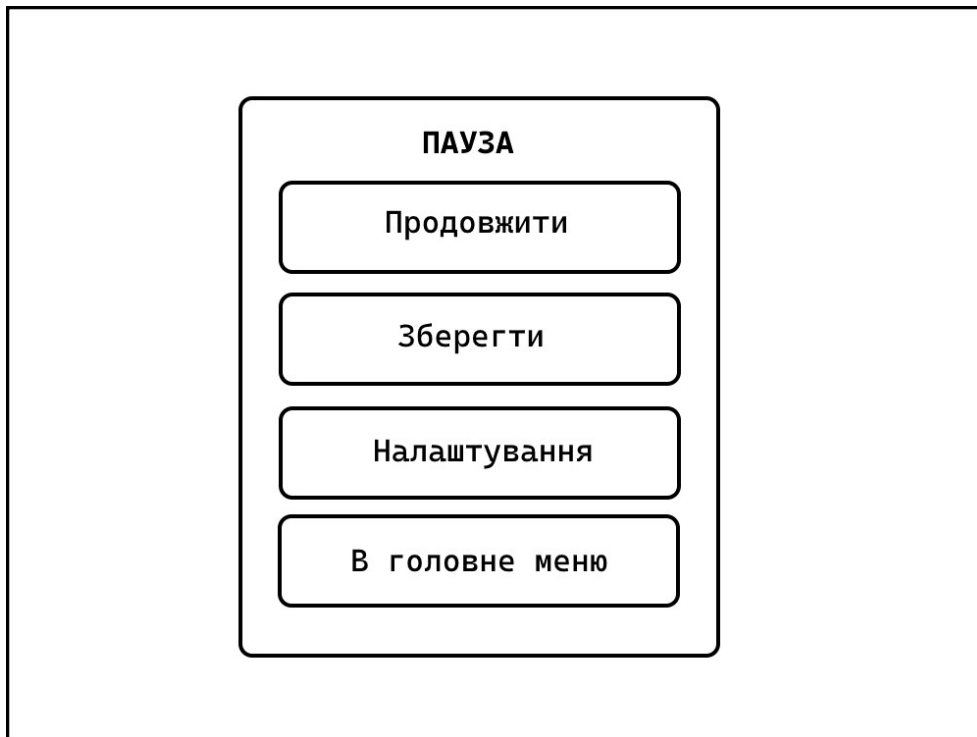 ПАУЗА
Продовжити
Зберегти
Налаштування
В головне меню